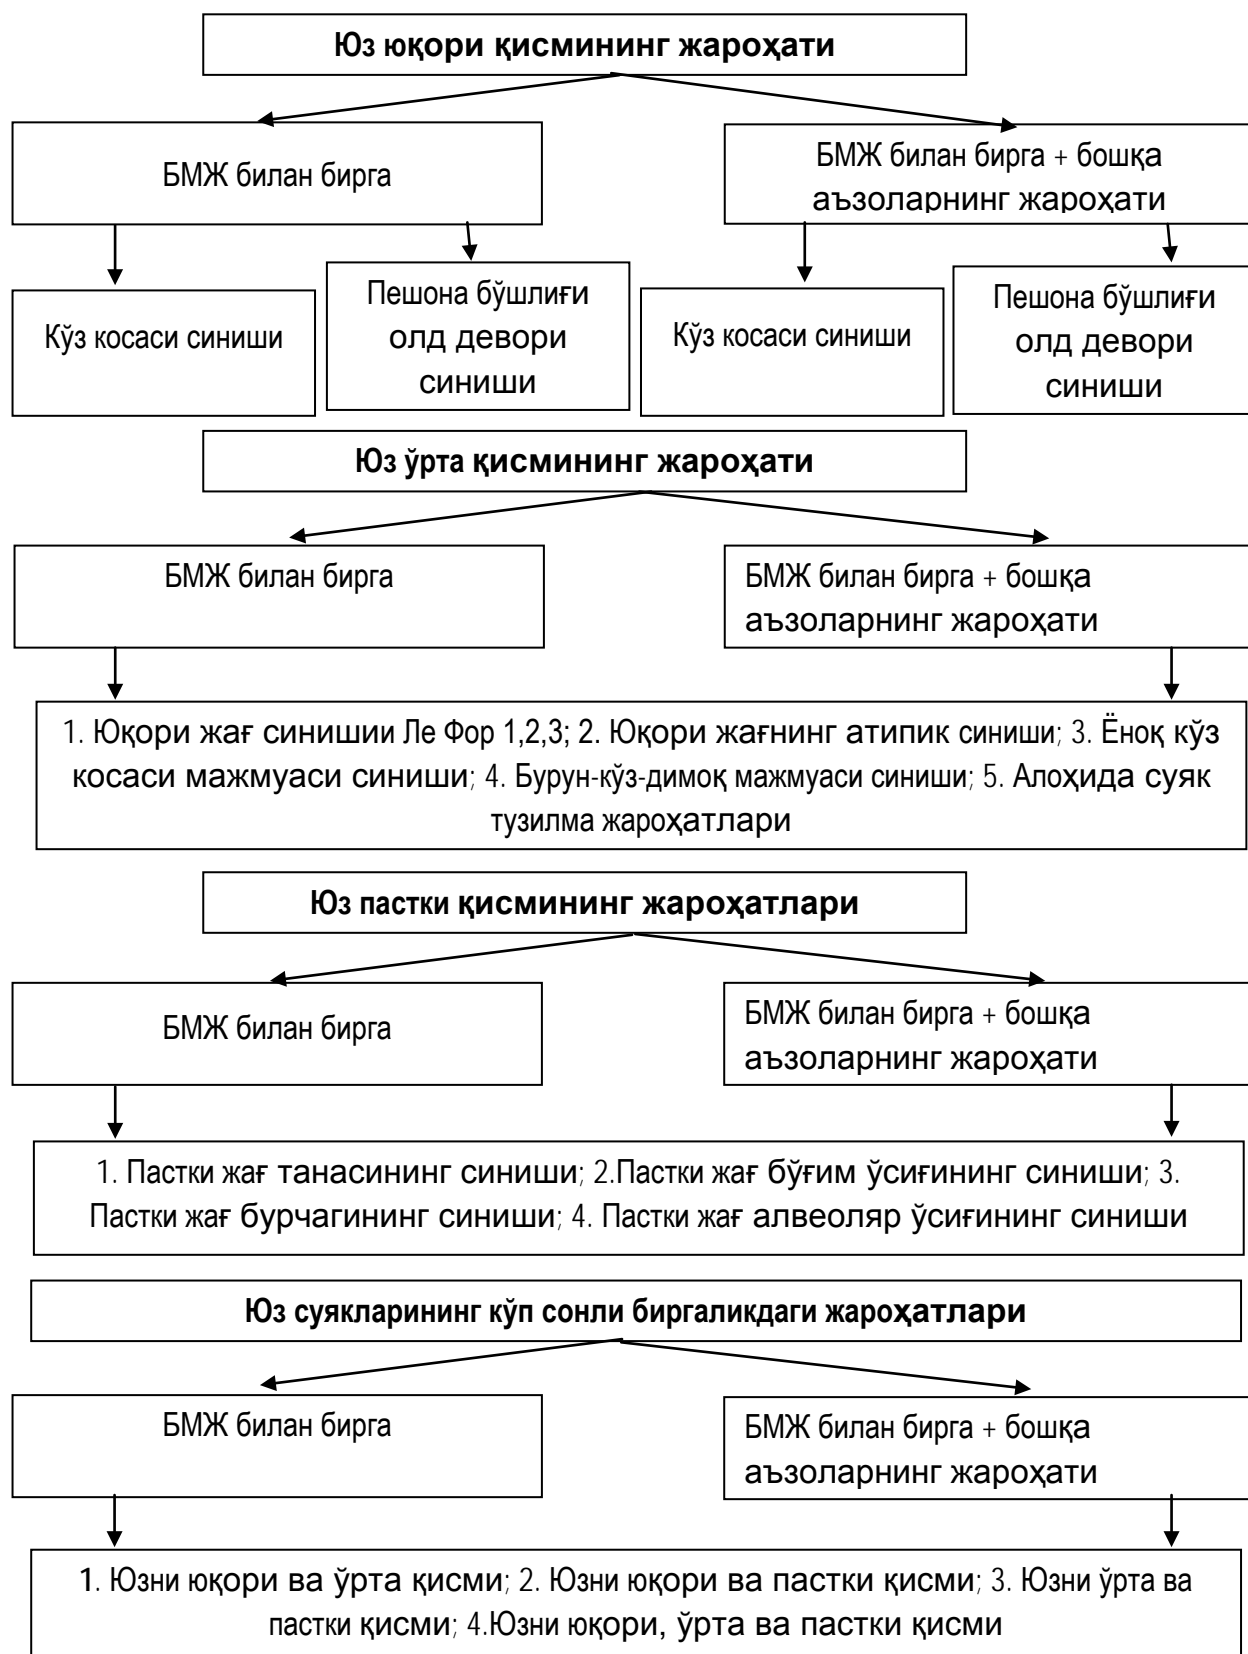 Юз юқори қисмининг жароҳати
БМЖ билан бирга
БМЖ билан бирга + бошқа
аъзоларнинг жароҳати
Кўз косаси синиши
Пешона бўшлиғи
олд девори
синиши
Кўз косаси синиши
Пешона бўшлиғи
олд девори
синиши
Юз ўрта қисмининг жароҳати
БМЖ билан бирга
БМЖ билан бирга + бошқа
аъзоларнинг жароҳати
1. Юқори жағ синишии Ле Фор 1,2,3; 2. Юқори жағнинг атипик синиши; 3. Ёноқ кўз
косаси мажмуаси синиши; 4. Бурун-кўз-димоқ мажмуаси синиши; 5. Алоҳида суяк
тузилма жароҳатлари
Юз пастки қисмининг жароҳатлари
БМЖ билан бирга
БМЖ билан бирга + бошқа
аъзоларнинг жароҳати
1. Пастки жағ танасининг синиши; 2.Пастки жағ бўғим ўсиғининг синиши; 3.
Пастки жағ бурчагининг синиши; 4. Пастки жағ алвеоляр ўсиғининг синиши
Юз суякларининг кўп сонли биргаликдаги жароҳатлари
БМЖ билан бирга
БМЖ билан бирга + бошқа
аъзоларнинг жароҳати
1. Юзни юқори ва ўрта қисми; 2. Юзни юқори ва пастки қисми; 3. Юзни ўрта ва
пастки қисми; 4.Юзни юқори, ўрта ва пастки қисми